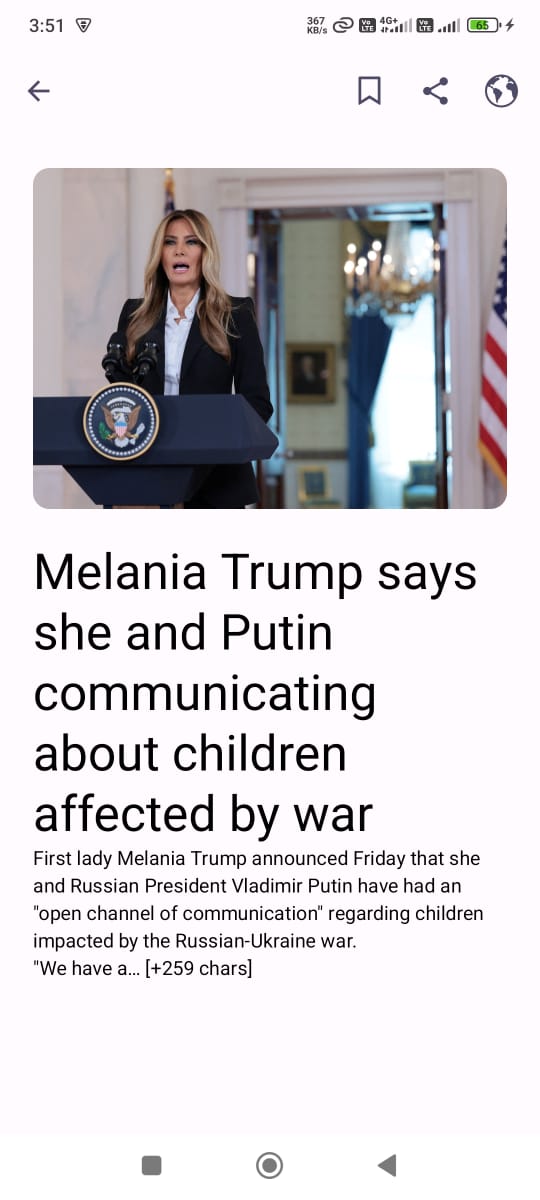 3:51
367
KB/s
Vo
LTE
4G+
Vo
LTE
65
Melania Trump says
she and Putin
communicating
about children
affected by war
First lady Melania Trump announced Friday that she
and Russian President Vladimir Putin have had an
"open channel of communication" regarding children
impacted by the Russian-Ukraine war.
"We have a… [+259 chars]